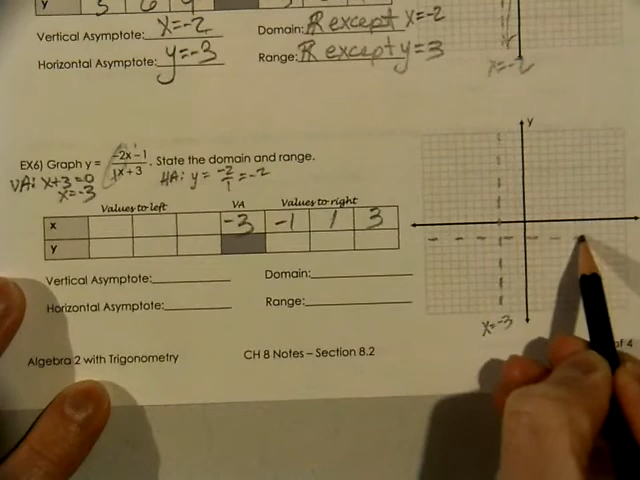 y 3 6 4
Vertical Asymptote: x=-2 Domain: ℝ except x=-2
Horizontal Asymptote: y=-3 Range: ℝ except y=3
x=-2
y
EX6) Graph y = -2x-1 / 1x+3. State the domain and range.
VA: x+3=0 HA: y = -2/1 = -2
x=-3
Values to left VA Values to right
x -3 -1 1 3
y
Vertical Asymptote: Domain:
Horizontal Asymptote: Range:
x=-3
Algebra 2 with Trigonometry CH 8 Notes – Section 8.2 of 4